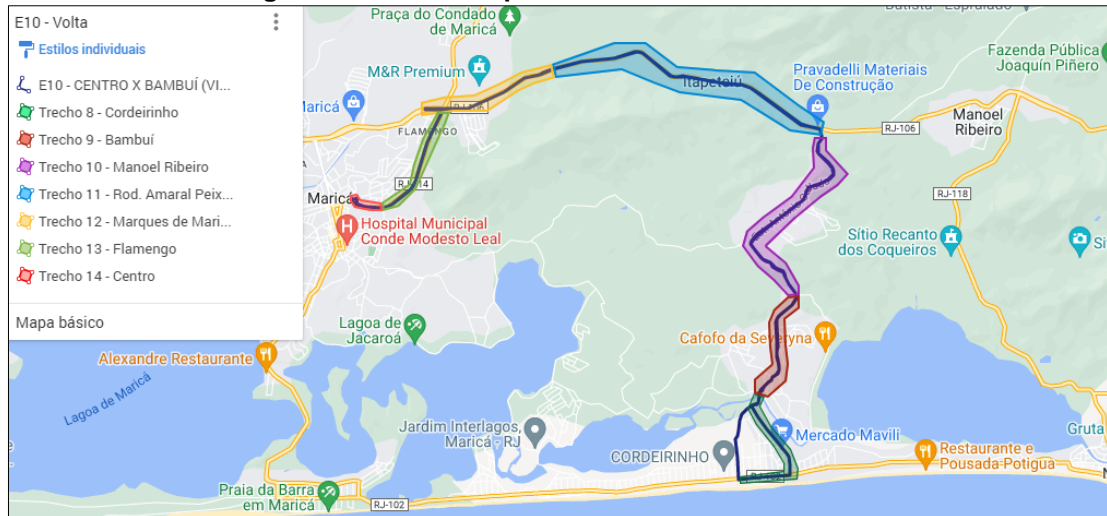 E10 - Volta
Estilos individuais
E10 - CENTRO X BAMBUÍ (VI...
Trecho 8 - Cordeirinho
Trecho 9 - Bambuí
Trecho 10 - Manoel Ribeiro
Trecho 11 - Rod. Amaral Peix...
Trecho 12 - Marques de Mari...
Trecho 13 - Flamengo
Trecho 14 - Centro
Mapa básico
Praça do Condado
de Maricá
M&R Premium
Maricá
FLAMENGO
RJ-114
Maricá
Hospital Municipal
Conde Modesto Leal
Itapeteiú
Pravadelli Materiais
De Construção
Fazenda Pública
Joaquín Piñero
Manoel
Ribeiro
RJ-106
RJ-118
Sítio Recanto
dos Coqueiros
Si
Lagoa de
Jacaroá
Alexandre Restaurante
Lagoa de Maricá
Cafofo da Severyna
Jardim Interlagos,
Maricá - RJ
CORDEIRINHO
Mercado Mavili
Restaurante e
Pousada Potigua
Gruta
Praia da Barra
em Maricá
RJ-102